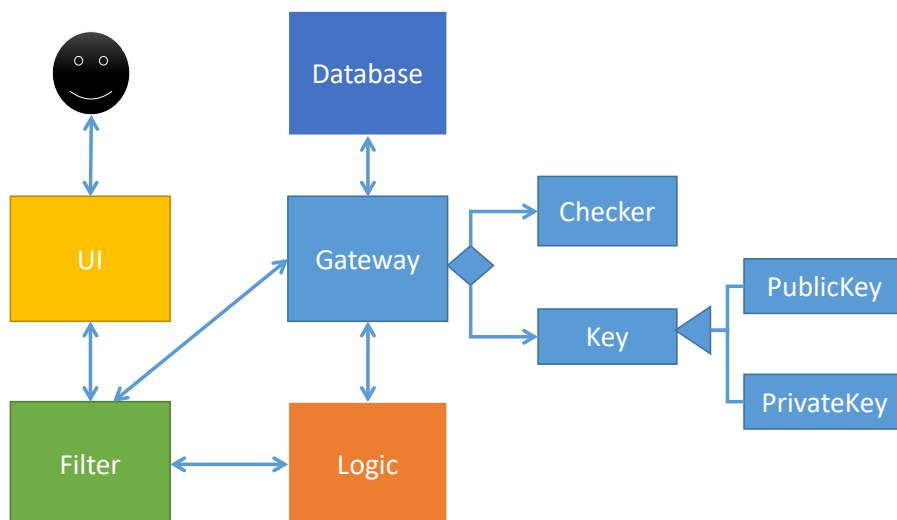 Database
UI
Gateway
Checker
PublicKey
Key
PrivateKey
Filter
Logic